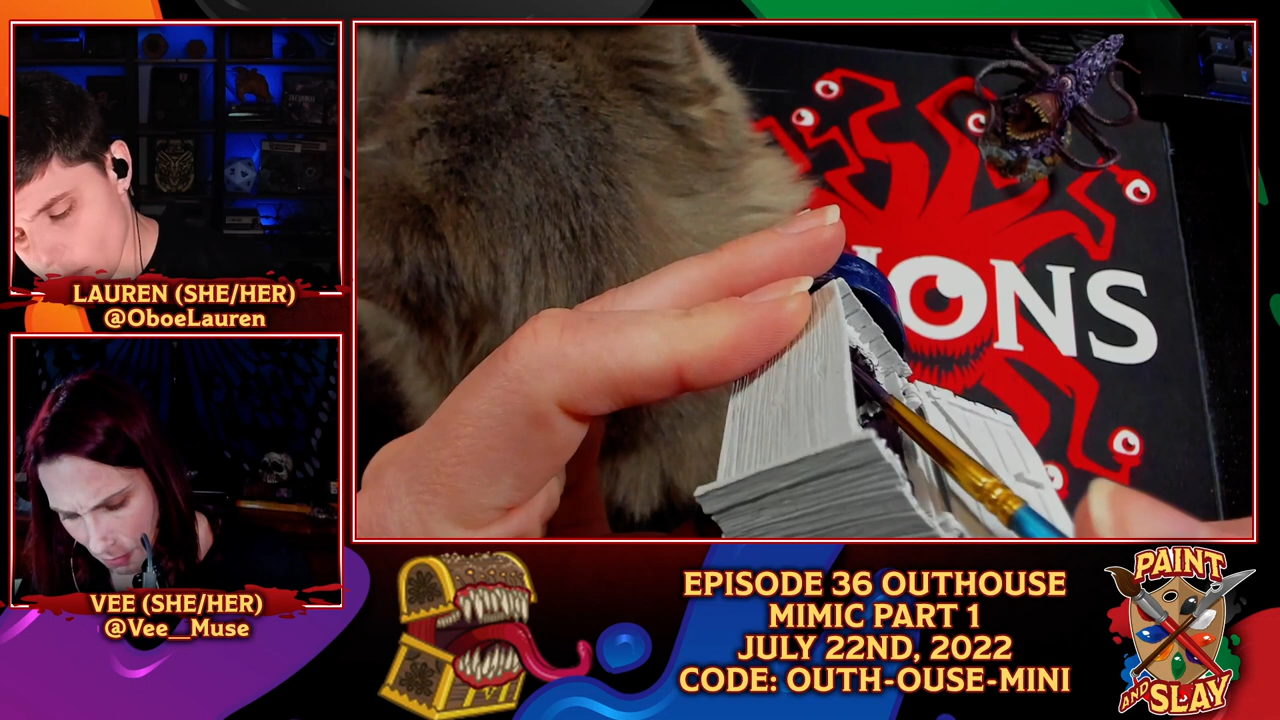 LAUREN (SHE/HER)
@OboeLauren
VEE (SHE/HER)
@Vee__Muse
IONS
EPISODE 36 OUTHOUSE
MIMIC PART 1
JULY 22ND, 2022
CODE: OUTH-OUSE-MINI
PAINT
AND SLAY